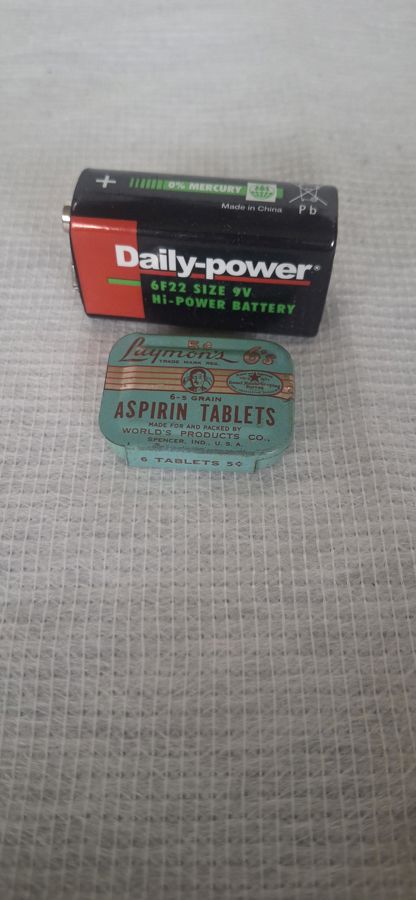 + 0% MERCURY
Made in China
Pb
Daily-power®
6F22 SIZE 9V
Hi-POWER BATTERY
5¢
Laymon's 6's
TRADE MARK REG.
6-5 GRAIN
ASPIRIN TABLETS
MADE FOR AND PACKED BY
WORLD'S PRODUCTS CO.,
SPENCER, IND., U.S.A.
6 TABLETS 5¢